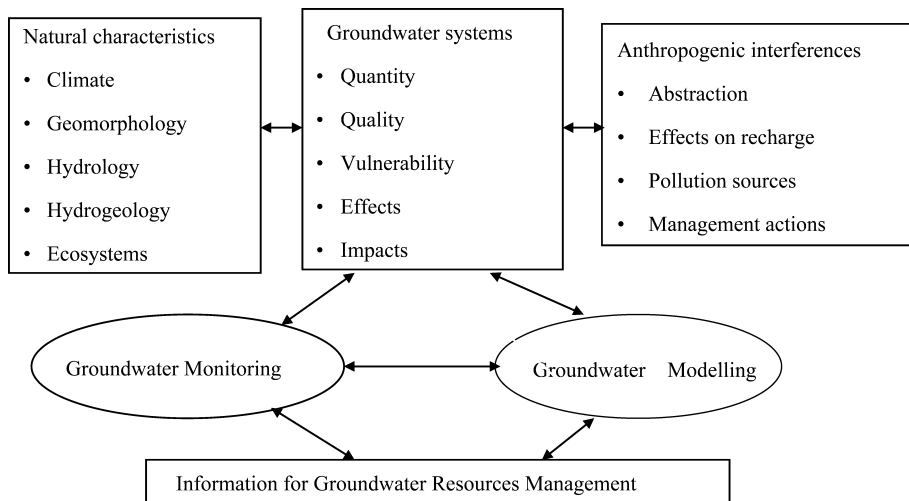 Natural characteristics
• Climate
• Geomorphology
• Hydrology
• Hydrogeology
• Ecosystems
Groundwater systems
• Quantity
• Quality
• Vulnerability
• Effects
• Impacts
Anthropogenic interferences
• Abstraction
• Effects on recharge
• Pollution sources
• Management actions
Groundwater Monitoring
Groundwater Modelling
Information for Groundwater Resources Management